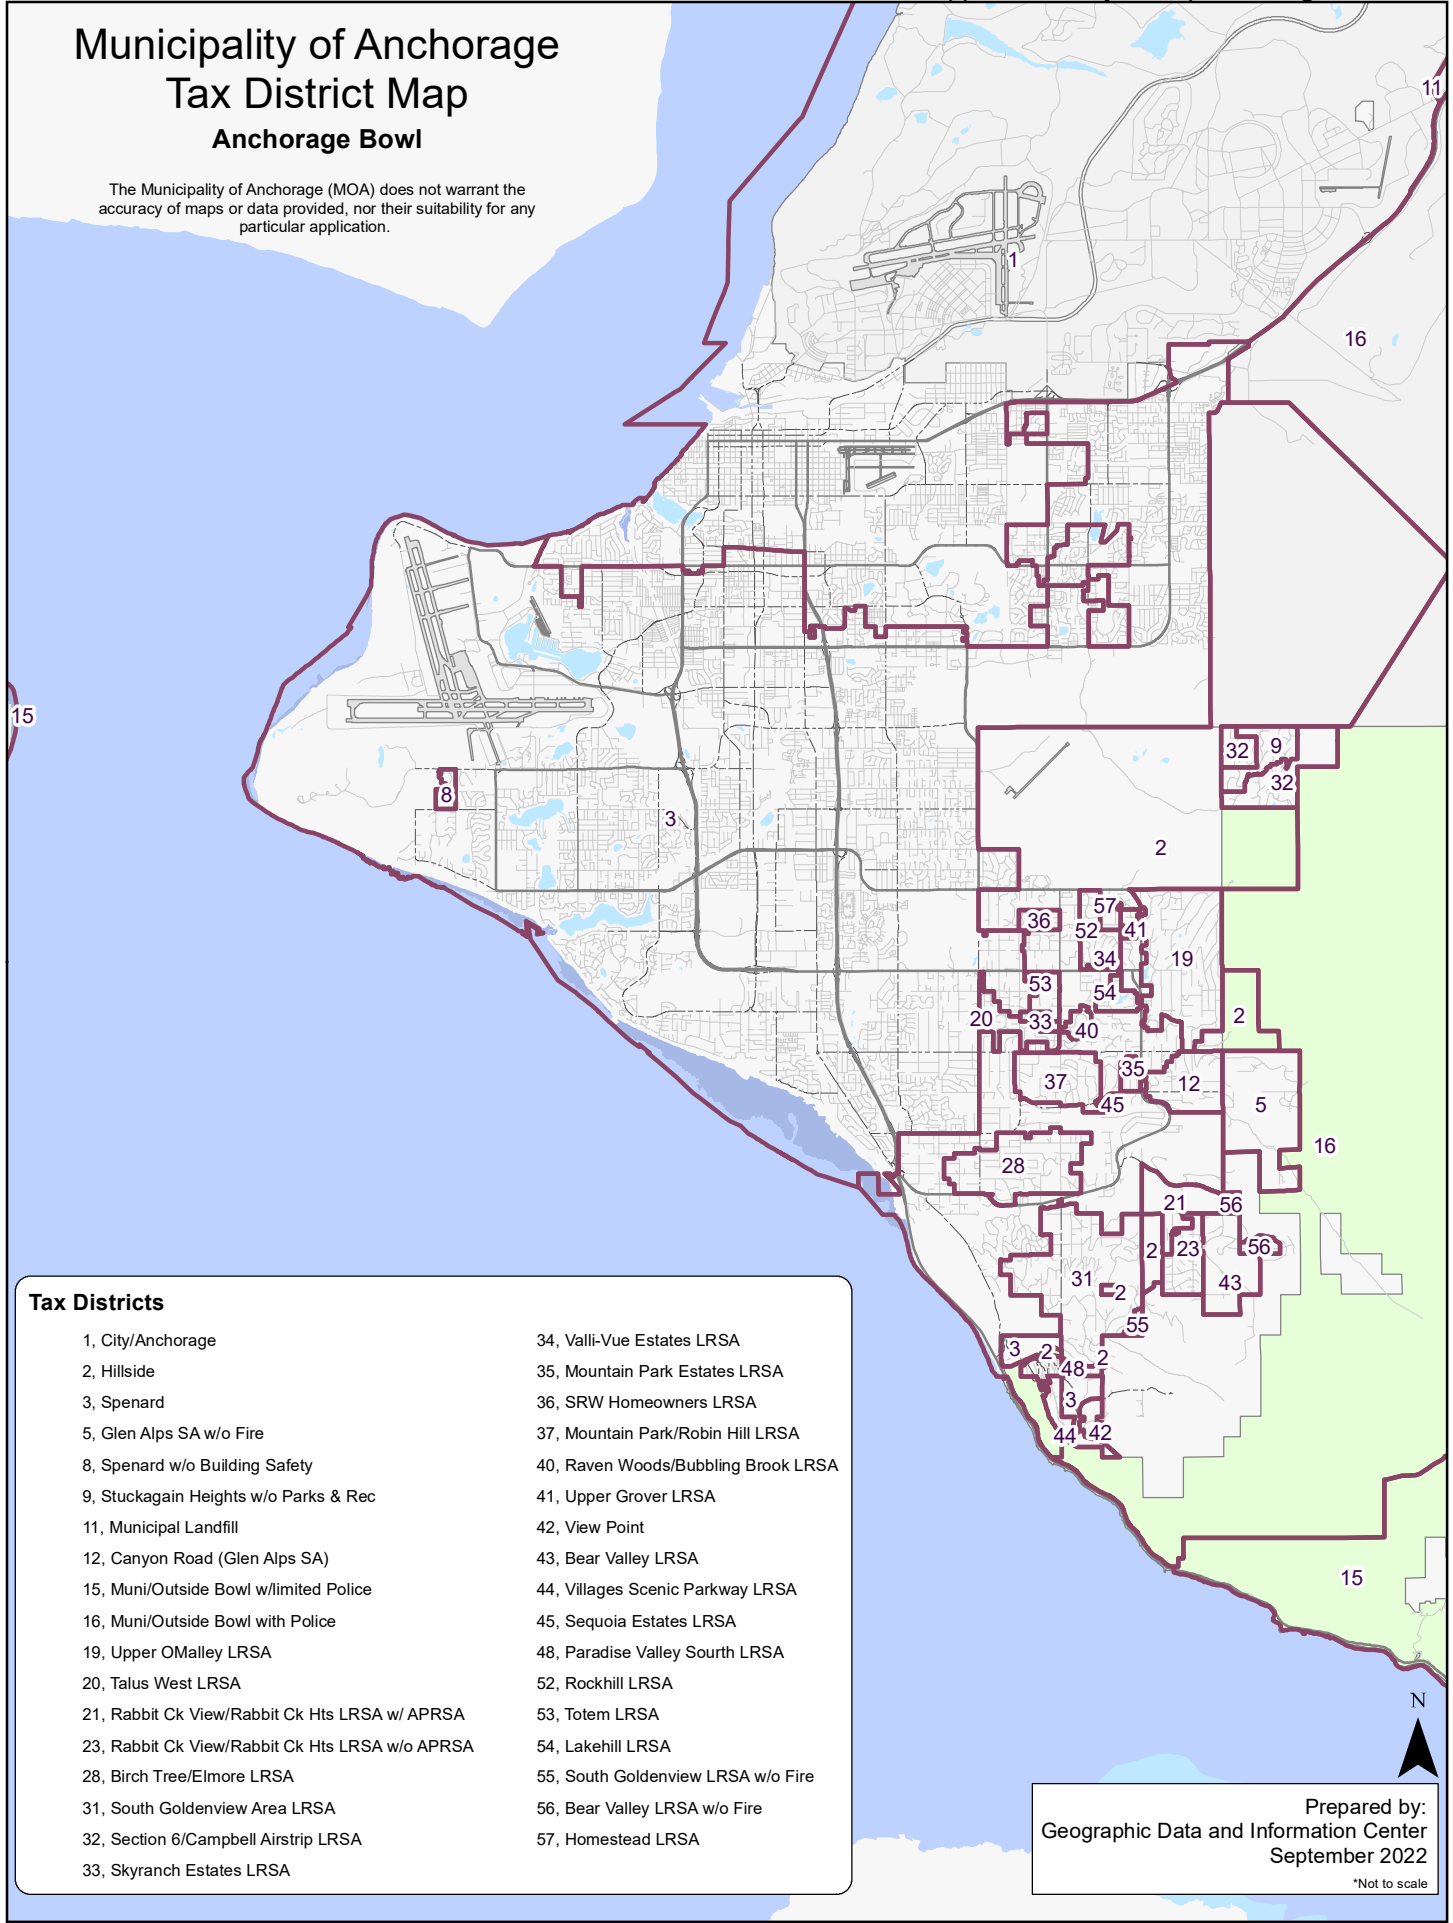 Municipality of Anchorage
Tax District Map
Anchorage Bowl
The Municipality of Anchorage (MOA) does not warrant the
accuracy of maps or data provided, nor their suitability for any
particular application.
11
1
16
15
32
9
32
8
3
2
57
36
52
41
34
19
53
54
20
33
40
2
35
37
12
45
5
16
28
21
56
2
23
56
31
2
43
55
3
2
48
2
3
44
42
15
Tax Districts
1, City/Anchorage
2, Hillside
3, Spenard
5, Glen Alps SA w/o Fire
8, Spenard w/o Building Safety
9, Stuckagain Heights w/o Parks & Rec
11, Municipal Landfill
12, Canyon Road (Glen Alps SA)
15, Muni/Outside Bowl w/limited Police
16, Muni/Outside Bowl with Police
19, Upper OMalley LRSA
20, Talus West LRSA
21, Rabbit Ck View/Rabbit Ck Hts LRSA w/ APRSA
23, Rabbit Ck View/Rabbit Ck Hts LRSA w/o APRSA
28, Birch Tree/Elmore LRSA
31, South Goldenview Area LRSA
32, Section 6/Campbell Airstrip LRSA
33, Skyranch Estates LRSA
34, Valli-Vue Estates LRSA
35, Mountain Park Estates LRSA
36, SRW Homeowners LRSA
37, Mountain Park/Robin Hill LRSA
40, Raven Woods/Bubbling Brook LRSA
41, Upper Grover LRSA
42, View Point
43, Bear Valley LRSA
44, Villages Scenic Parkway LRSA
45, Sequoia Estates LRSA
48, Paradise Valley Sourth LRSA
52, Rockhill LRSA
53, Totem LRSA
54, Lakehill LRSA
55, South Goldenview LRSA w/o Fire
56, Bear Valley LRSA w/o Fire
57, Homestead LRSA
N
Prepared by:
Geographic Data and Information Center
September 2022
*Not to scale